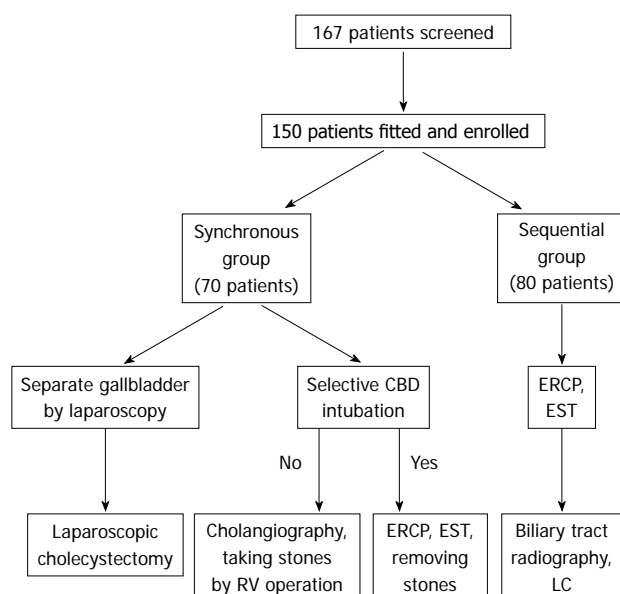 167 patients screened
150 patients fitted and enrolled
Synchronous
group
(70 patients)
Sequential
group
(80 patients)
Separate gallbladder
by laparoscopy
Selective CBD
intubation
ERCP,
EST
No
Yes
Laparoscopic
cholecystectomy
Cholangiography,
taking stones
by RV operation
ERCP, EST,
removing
stones
Biliary tract
radiography,
LC